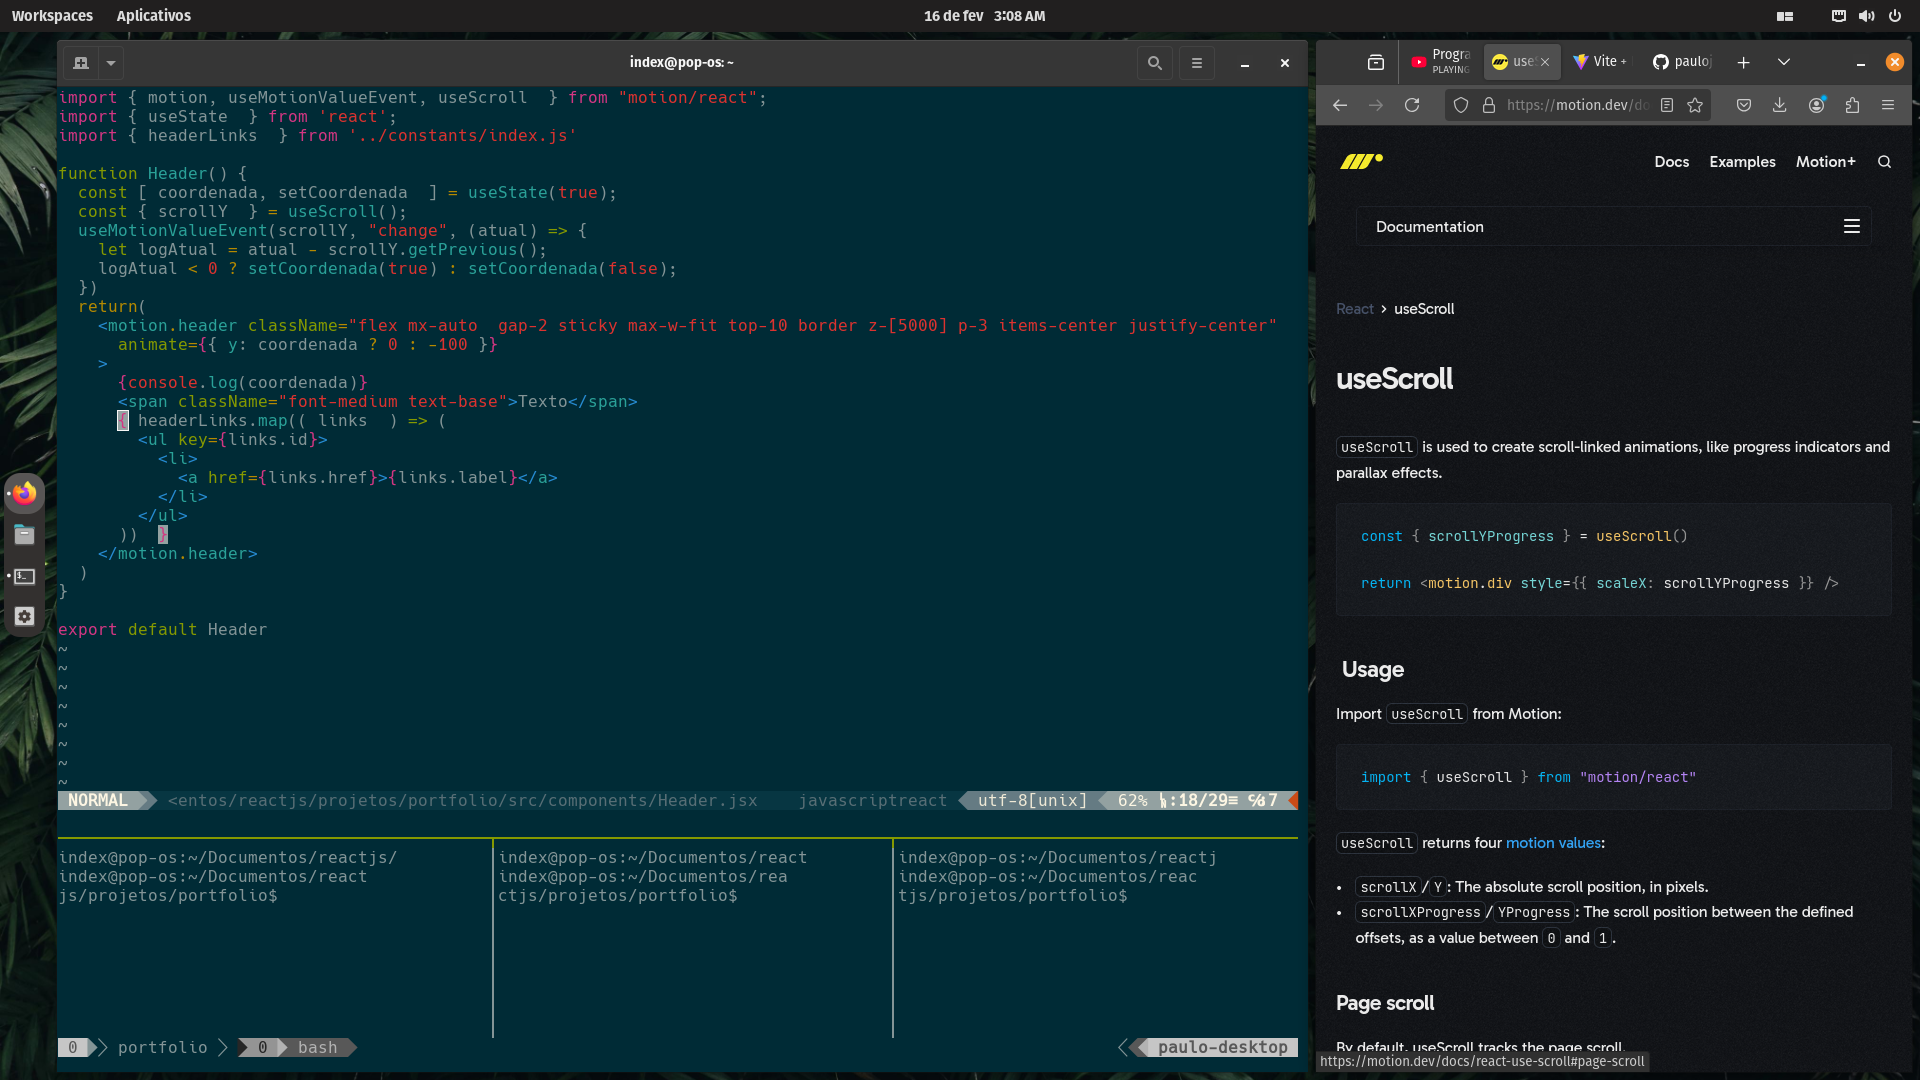 Workspaces Aplicativos 16 de fev 3:08 AM
index@pop-os: ~
import { motion, useMotionValueEvent, useScroll  } from "motion/react";
import { useState  } from 'react';
import { headerLinks  } from '../constants/index.js'
function Header() {
const [ coordenada, setCoordenada  ] = useState(true);
const { scrollY  } = useScroll();
useMotionValueEvent(scrollY, "change", (atual) => {
let logAtual = atual - scrollY.getPrevious();
logAtual < 0 ? setCoordenada(true) : setCoordenada(false);
})
return(
<motion.header className="flex mx-auto  gap-2 sticky max-w-fit top-10 border z-[5000] p-3 items-center justify-center"
animate={{ y: coordenada ? 0 : -100 }}
>
{console.log(coordenada)}
<span className="font-medium text-base">Texto</span>
{ headerLinks.map(( links  ) => (
<ul key={links.id}>
<li>
<a href={links.href}>{links.label}</a>
</li>
</ul>
))  }
</motion.header>
)
}
export default Header
~
~
~
~
~
~
~
~
NORMAL <entos/reactjs/projetos/portfolio/src/components/Header.jsx javascriptreact utf-8[unix] 62% :18/29 7
index@pop-os:~/Documentos/reactjs/
index@pop-os:~/Documentos/react
js/projetos/portfolio$
index@pop-os:~/Documentos/react
index@pop-os:~/Documentos/rea
ctjs/projetos/portfolio$
index@pop-os:~/Documentos/reactj
index@pop-os:~/Documentos/reac
tjs/projetos/portfolio$
0 portfolio 0 bash paulo-desktop
Progra
PLAYING
use
Vite +
pauloj
https://motion.dev/do
Docs Examples Motion+
Documentation
React > useScroll
useScroll
useScroll is used to create scroll-linked animations, like progress indicators and
parallax effects.
const { scrollYProgress } = useScroll()
return <motion.div style={{ scaleX: scrollYProgress }} />
Usage
Import useScroll from Motion:
import { useScroll } from "motion/react"
useScroll returns four motion values:
• scrollX/Y: The absolute scroll position, in pixels.
• scrollXProgress/YProgress: The scroll position between the defined
offsets, as a value between 0 and 1.
Page scroll
By default, useScroll tracks the page scroll.
https://motion.dev/docs/react-use-scroll#page-scroll